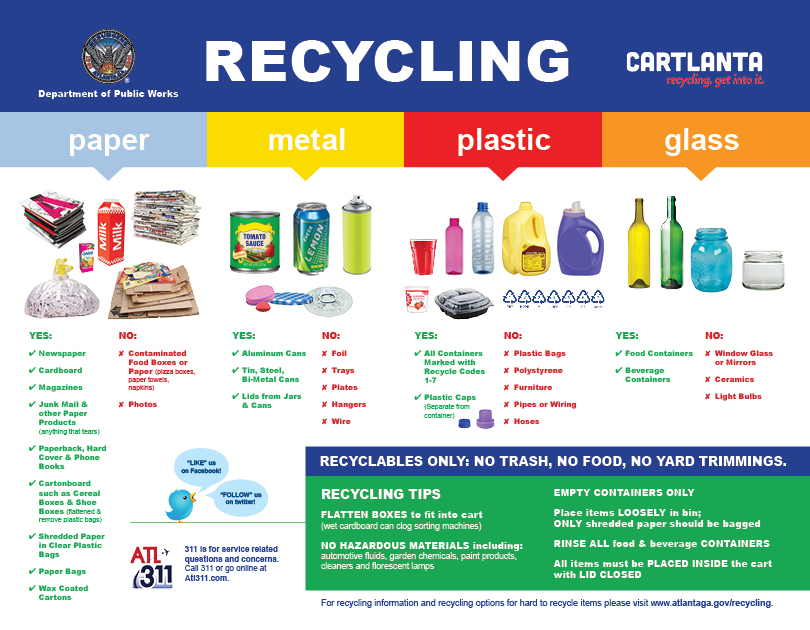 RECYCLING
Department of Public Works
CARTLANTA
recycling. get into it.
paper
metal
plastic
glass
Milk
Milk
TOMATO
SAUCE
LEMON
YES:
✔ Newspaper
✔ Cardboard
✔ Magazines
✔ Junk Mail &
other Paper
Products
(anything that tears)
✔ Paperback, Hard
Cover & Phone
Books
✔ Cartonboard
such as Cereal
Boxes & Shoe
Boxes (flattened &
remove plastic bags)
✔ Shredded Paper
in Clear Plastic
Bags
✔ Paper Bags
✔ Wax Coated
Cartons
NO:
✘ Contaminated
Food Boxes or
Paper (pizza boxes,
paper towels,
napkins)
✘ Photos
YES:
✔ Aluminum Cans
✔ Tin, Steel,
Bi-Metal Cans
✔ Lids from Jars
& Cans
NO:
✘ Foil
✘ Trays
✘ Plates
✘ Hangers
✘ Wire
YES:
✔ All Containers
Marked with
Recycle Codes
1-7
✔ Plastic Caps
(Separate from
container)
NO:
✘ Plastic Bags
✘ Polystyrene
✘ Furniture
✘ Pipes or Wiring
✘ Hoses
YES:
✔ Food Containers
✔ Beverage
Containers
NO:
✘ Window Glass
or Mirrors
✘ Ceramics
✘ Light Bulbs
"LIKE" us
on Facebook!
"FOLLOW" us
on twitter!
ATL
311
311 is for service related
questions and concerns.
Call 311 or go online at
Atl311.com.
RECYCLABLES ONLY: NO TRASH, NO FOOD, NO YARD TRIMMINGS.
RECYCLING TIPS
FLATTEN BOXES to fit into cart
(wet cardboard can clog sorting machines)
NO HAZARDOUS MATERIALS including:
automotive fluids, garden chemicals, paint products,
cleaners and florescent lamps
EMPTY CONTAINERS ONLY
Place items LOOSELY in bin;
ONLY shredded paper should be bagged
RINSE ALL food & beverage CONTAINERS
All items must be PLACED INSIDE the cart
with LID CLOSED
For recycling information and recycling options for hard to recycle items please visit www.atlantaga.gov/recycling.